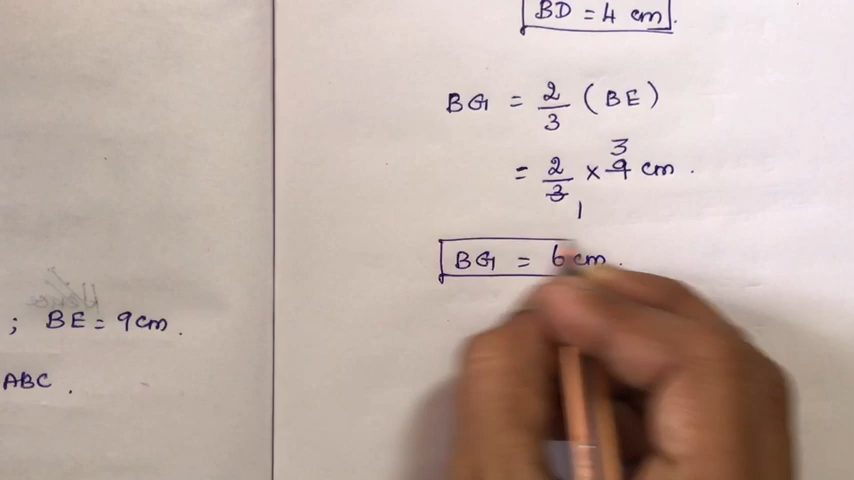 ; BE = 9cm.
ABC.
BD = 4 cm.
BG = 2/3 (BE)
= 2/3 × 9 cm.
3
1
BG = 6 cm.